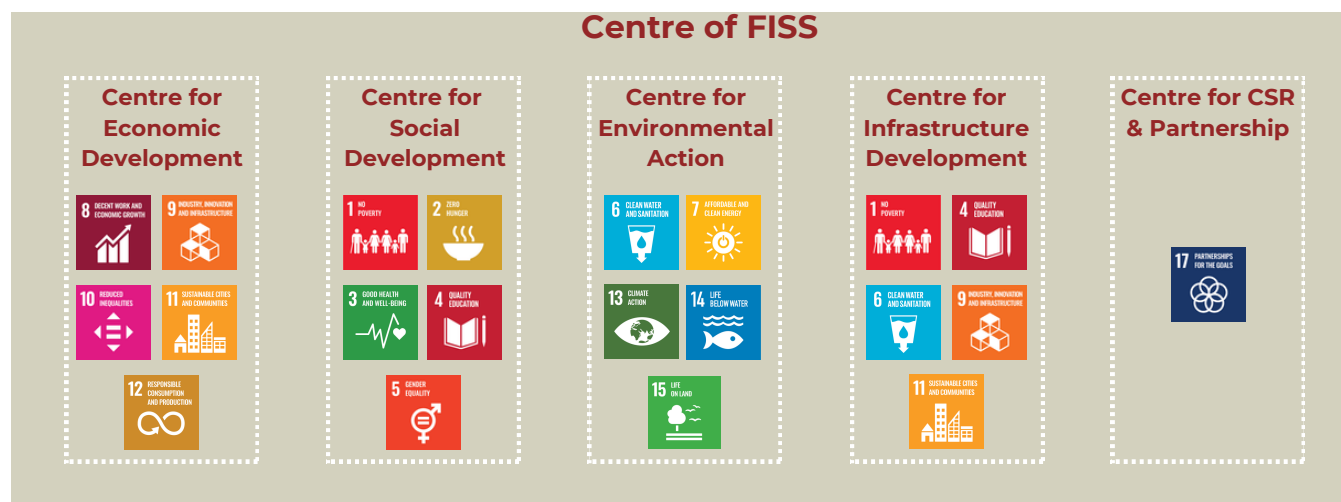 Centre of FISS
Centre for
Economic
Development
8 DECENT WORK AND
ECONOMIC GROWTH
9 INDUSTRY, INNOVATION
AND INFRASTRUCTURE
10 REDUCED
INEQUALITIES
11 SUSTAINABLE CITIES
AND COMMUNITIES
12 RESPONSIBLE
CONSUMPTION
AND PRODUCTION
Centre for
Social
Development
1 NO
POVERTY
2 ZERO
HUNGER
3 GOOD HEALTH
AND WELL-BEING
4 QUALITY
EDUCATION
5 GENDER
EQUALITY
Centre for
Environmental
Action
6 CLEAN WATER
AND SANITATION
7 AFFORDABLE AND
CLEAN ENERGY
13 CLIMATE
ACTION
14 LIFE
BELOW WATER
15 LIFE
ON LAND
Centre for
Infrastructure
Development
1 NO
POVERTY
4 QUALITY
EDUCATION
6 CLEAN WATER
AND SANITATION
9 INDUSTRY, INNOVATION
AND INFRASTRUCTURE
11 SUSTAINABLE CITIES
AND COMMUNITIES
Centre for CSR
& Partnership
17 PARTNERSHIPS
FOR THE GOALS